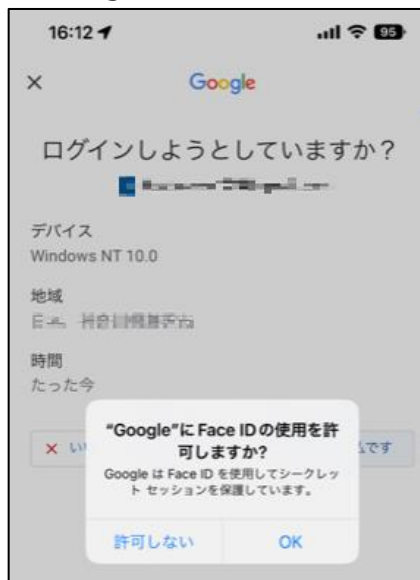 16:12
95
Google
ログインしようとしていますか？
デバイス
Windows NT 10.0
地域
時間
たった今
"Google"にFace IDの使用を許
可しますか?
Google は Face ID を使用してシークレッ
ト セッションを保護しています。
です
許可しない
OK